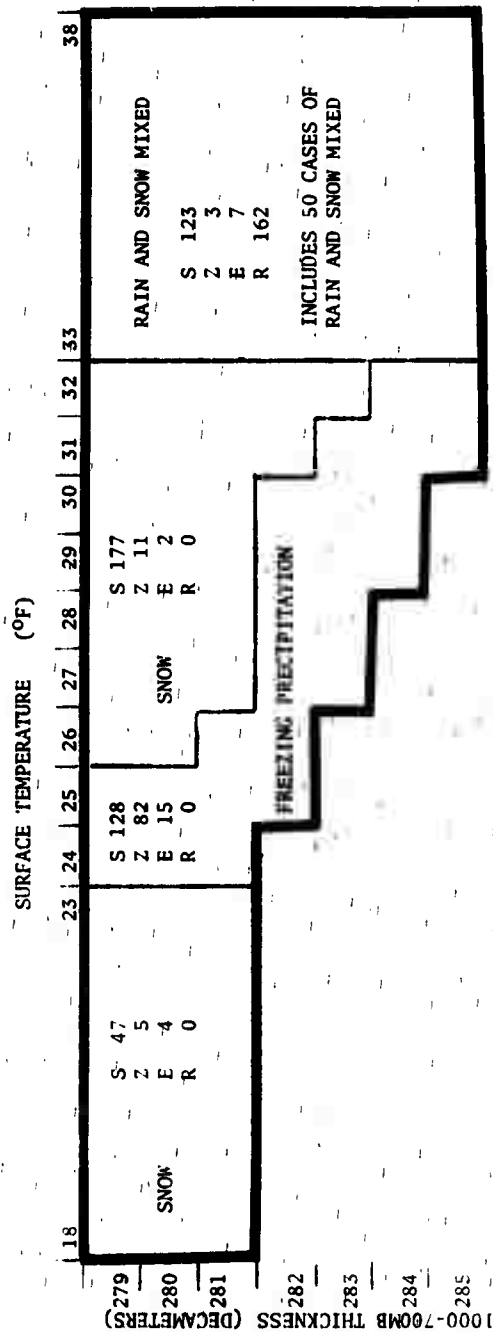 SURFACE TEMPERATURE (°F)
18 23 24 25 26 27 28 29 30 31 32 33 38
1000-700MB THICKNESS (DECAMETERS)
279
280
281
282
283
284
285
SNOW
S 47
Z 5
E 4
R 0
S 128
Z 82
E 15
R 0
SNOW
S 177
Z 11
E 2
R 0
FREEZING PRECIPITATION
RAIN AND SNOW MIXED
S 123
Z 3
E 7
R 162
INCLUDES 50 CASES OF
RAIN AND SNOW MIXED